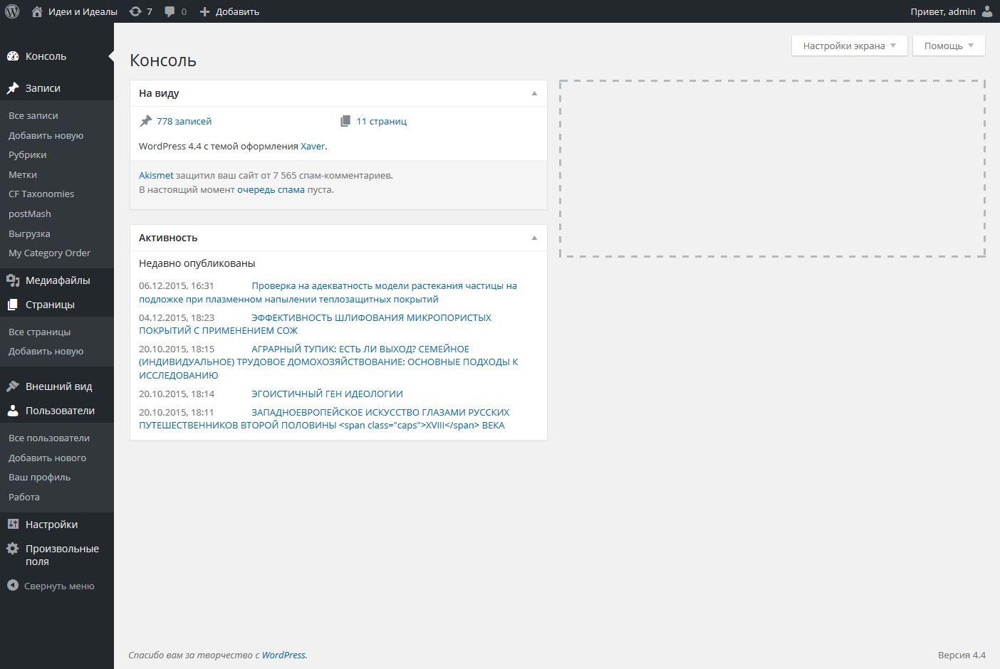 Идеи и Идеалы
7
0
Добавить
Привет, admin
Консоль
Записи
Все записи
Добавить новую
Рубрики
Метки
CF Taxonomies
postMash
Выгрузка
My Category Order
Медиафайлы
Страницы
Все страницы
Добавить новую
Внешний вид
Пользователи
Все пользователи
Добавить нового
Ваш профиль
Работа
Настройки
Произвольные
поля
Свернуть меню
Настройки экрана
Помощь
Консоль
На виду
778 записей
11 страниц
WordPress 4.4 с темой оформления Xaver.
Akismet защитил ваш сайт от 7 565 спам-комментариев.
В настоящий момент очередь спама пуста.
Активность
Недавно опубликованы
06.12.2015, 16:31 Проверка на адекватность модели растекания частицы на
подложке при плазменном напылении теплозащитных покрытий
04.12.2015, 18:23 ЭФФЕКТИВНОСТЬ ШЛИФОВАНИЯ МИКРОПОРИСТЫХ
ПОКРЫТИЙ С ПРИМЕНЕНИЕМ СОЖ
20.10.2015, 18:15 АГРАРНЫЙ ТУПИК: ЕСТЬ ЛИ ВЫХОД? СЕМЕЙНОЕ
(ИНДИВИДУАЛЬНОЕ) ТРУДОВОЕ ДОМОХОЗЯЙСТВОВАНИЕ: ОСНОВНЫЕ ПОДХОДЫ К
ИССЛЕДОВАНИЮ
20.10.2015, 18:14 ЭГОИСТИЧНЫЙ ГЕН ИДЕОЛОГИИ
20.10.2015, 18:11 ЗАПАДНОЕВРОПЕЙСКОЕ ИСКУССТВО ГЛАЗАМИ РУССКИХ
ПУТЕШЕСТВЕННИКОВ ВТОРОЙ ПОЛОВИНЫ <span class="caps">XVIII</span> ВЕКА
Спасибо вам за творчество с WordPress.
Версия 4.4